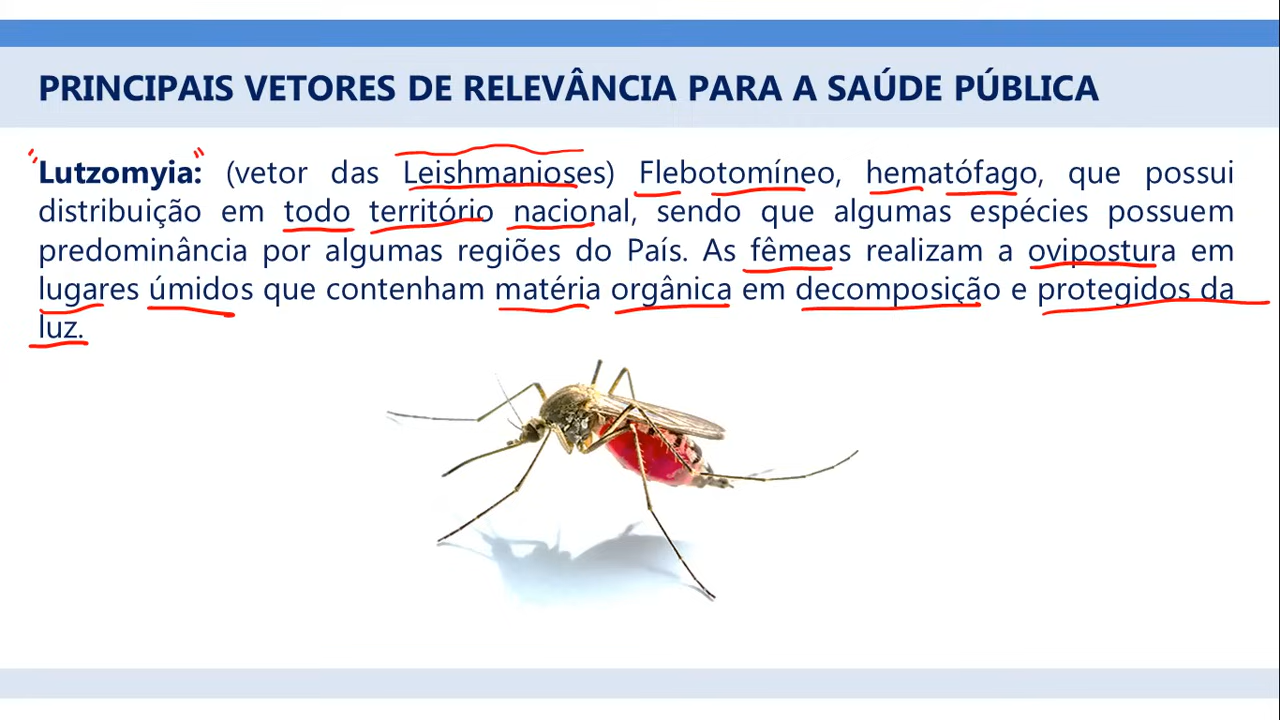 PRINCIPAIS VETORES DE RELEVÂNCIA PARA A SAÚDE PÚBLICA
Lutzomyia: (vetor das Leishmanioses) Flebotomíneo, hematófago, que possui
distribuição em todo território nacional, sendo que algumas espécies possuem
predominância por algumas regiões do País. As fêmeas realizam a ovipostura em
lugares úmidos que contenham matéria orgânica em decomposição e protegidos da
luz.